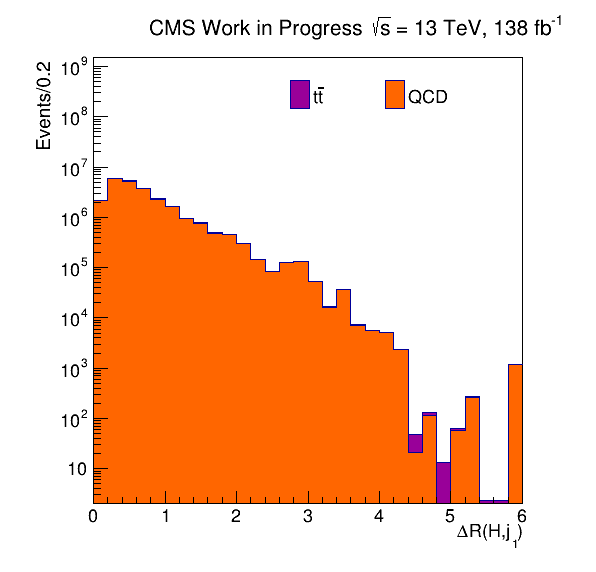 CMS Work in Progress √s = 13 TeV, 138 fb⁻¹
Events/0.2
tt̅
QCD
10⁹
10⁸
10⁷
10⁶
10⁵
10⁴
10³
10²
10
0 1 2 3 4 5 6
ΔR(H,j₁)